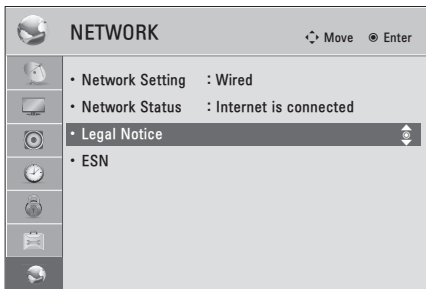 NETWORK Move Enter
• Network Setting : Wired
• Network Status : Internet is connected
• Legal Notice
• ESN